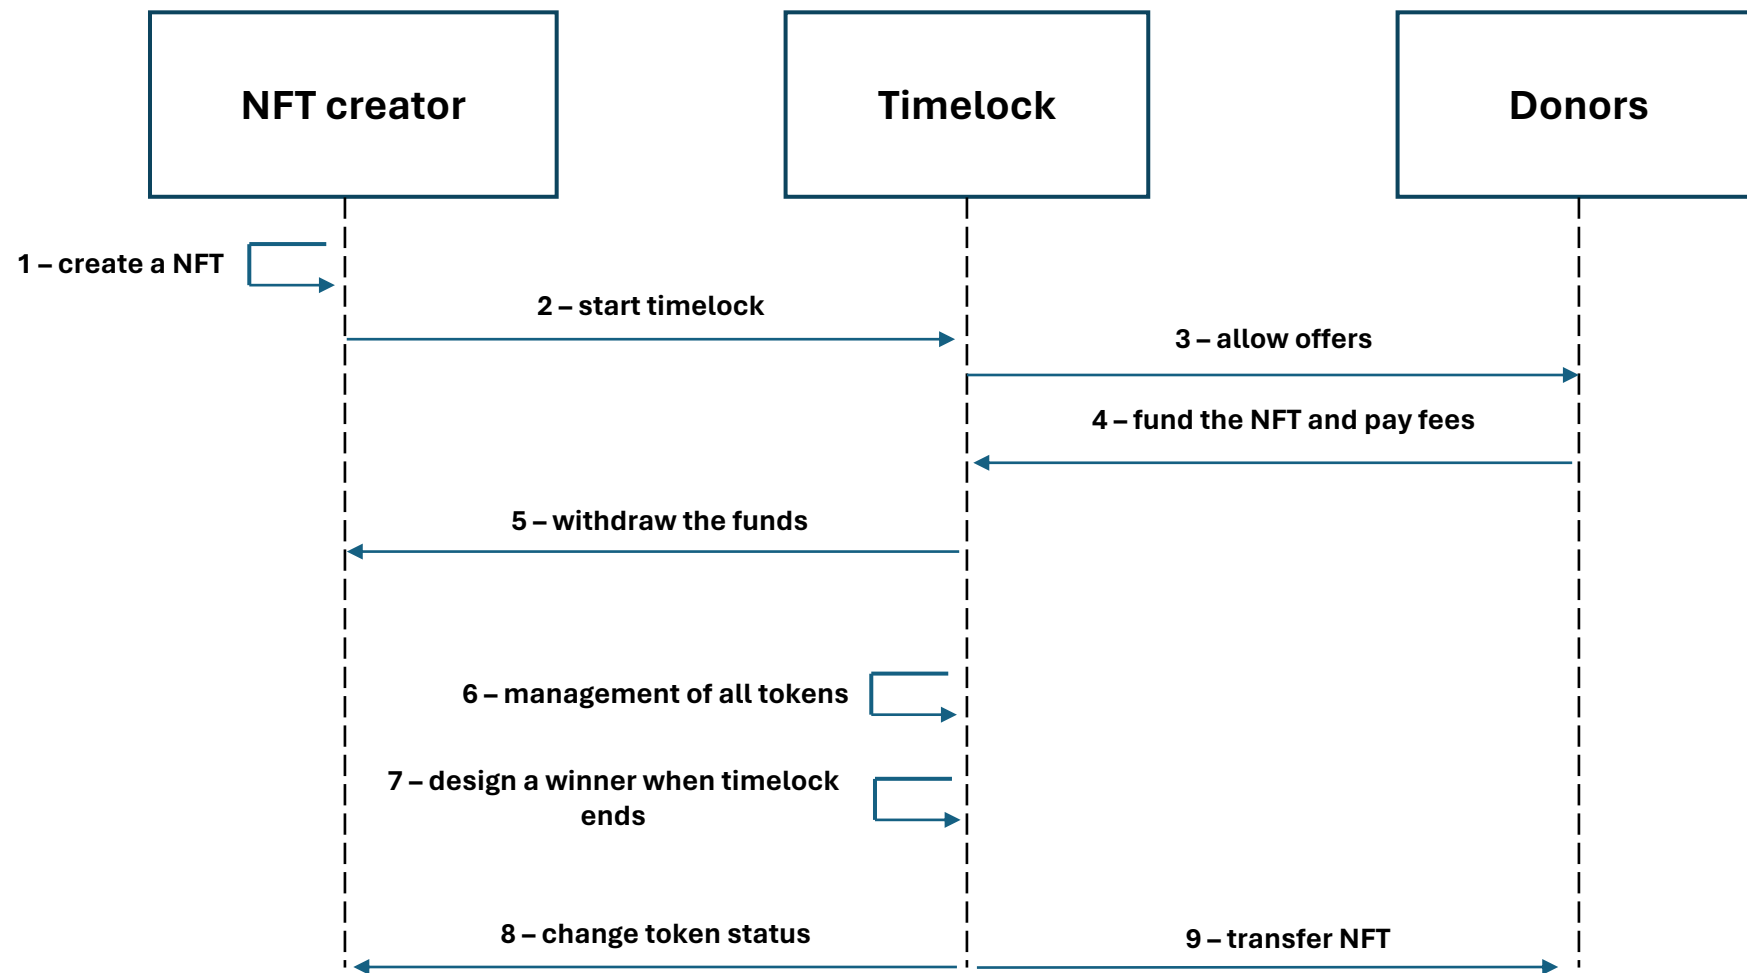 NFT creator
Timelock
Donors
1 – create a NFT
2 – start timelock
3 – allow offers
4 – fund the NFT and pay fees
5 – withdraw the funds
6 – management of all tokens
7 – design a winner when timelock
ends
8 – change token status
9 – transfer NFT